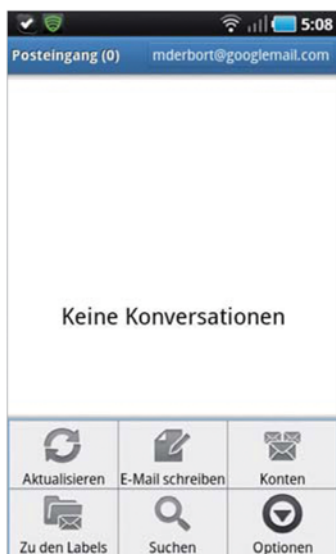 5:08
Posteingang (0) mderbort@googlemail.com
Keine Konversationen
Aktualisieren E-Mail schreiben Konten
Zu den Labels Suchen Optionen